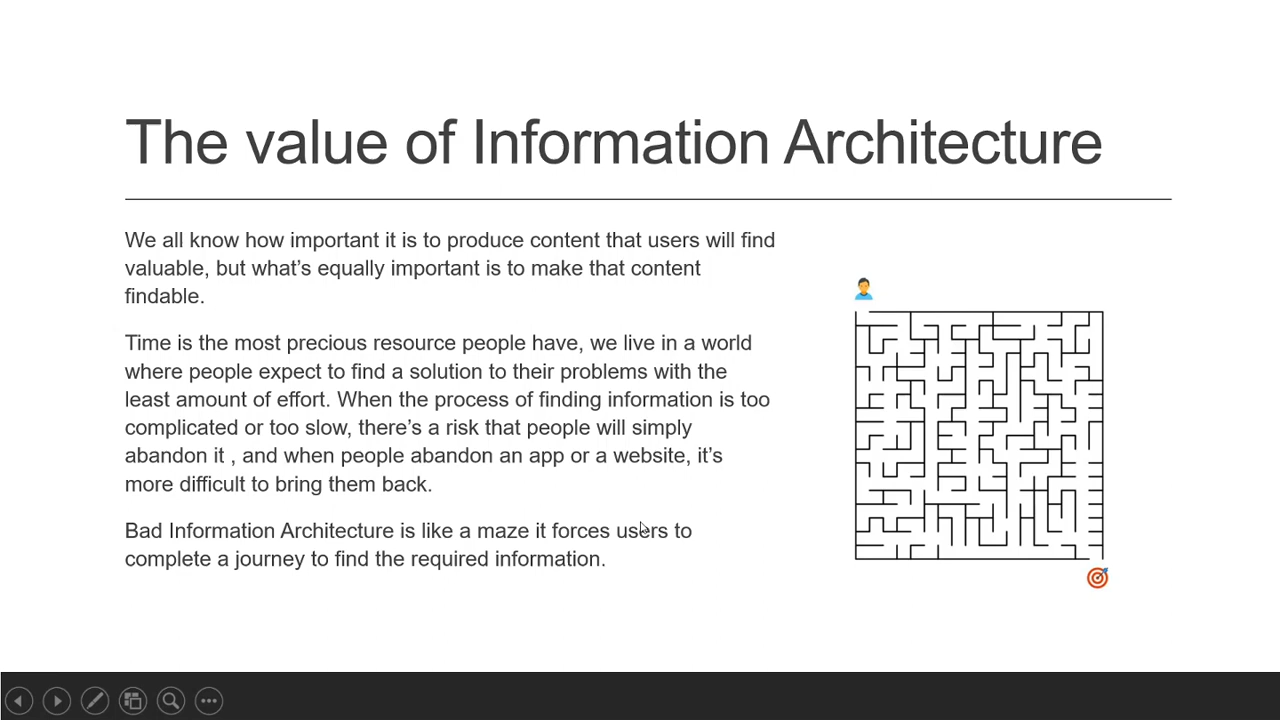 The value of Information Architecture
We all know how important it is to produce content that users will find
valuable, but what’s equally important is to make that content
findable.
Time is the most precious resource people have, we live in a world
where people expect to find a solution to their problems with the
least amount of effort. When the process of finding information is too
complicated or too slow, there’s a risk that people will simply
abandon it , and when people abandon an app or a website, it’s
more difficult to bring them back.
Bad Information Architecture is like a maze it forces users to
complete a journey to find the required information.